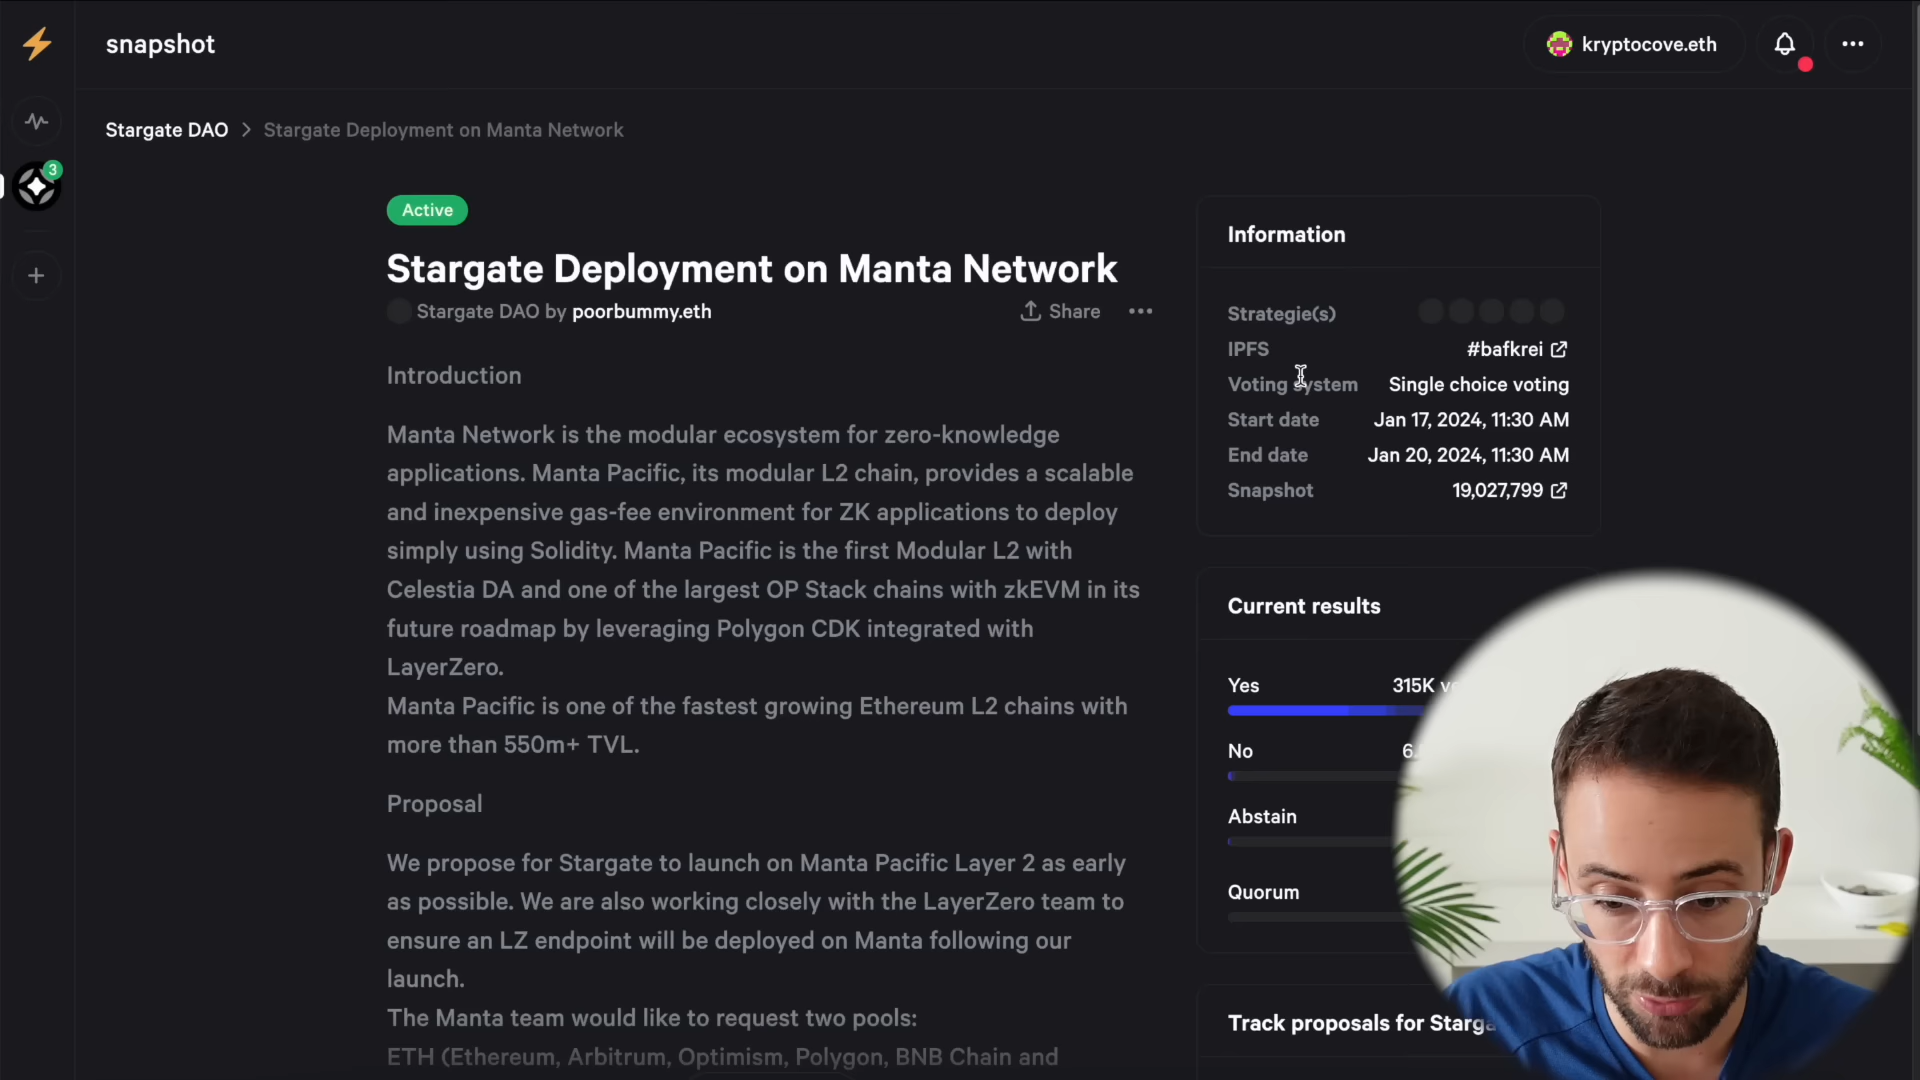 snapshot
kryptocove.eth
Stargate DAO > Stargate Deployment on Manta Network
3
Active
Stargate Deployment on Manta Network
Stargate DAO by poorbummy.eth
Share
Introduction
Manta Network is the modular ecosystem for zero-knowledge
applications. Manta Pacific, its modular L2 chain, provides a scalable
and inexpensive gas-fee environment for ZK applications to deploy
simply using Solidity. Manta Pacific is the first Modular L2 with
Celestia DA and one of the largest OP Stack chains with zkEVM in its
future roadmap by leveraging Polygon CDK integrated with
LayerZero.
Manta Pacific is one of the fastest growing Ethereum L2 chains with
more than 550m+ TVL.
Proposal
We propose for Stargate to launch on Manta Pacific Layer 2 as early
as possible. We are also working closely with the LayerZero team to
ensure an LZ endpoint will be deployed on Manta following our
launch.
The Manta team would like to request two pools:
ETH (Ethereum, Arbitrum, Optimism, Polygon, BNB Chain and
Information
Strategie(s)
IPFS #bafkrei
Voting system Single choice voting
Start date Jan 17, 2024, 11:30 AM
End date Jan 20, 2024, 11:30 AM
Snapshot 19,027,799
Current results
Yes 315K
No
Abstain
Quorum
Track proposals for